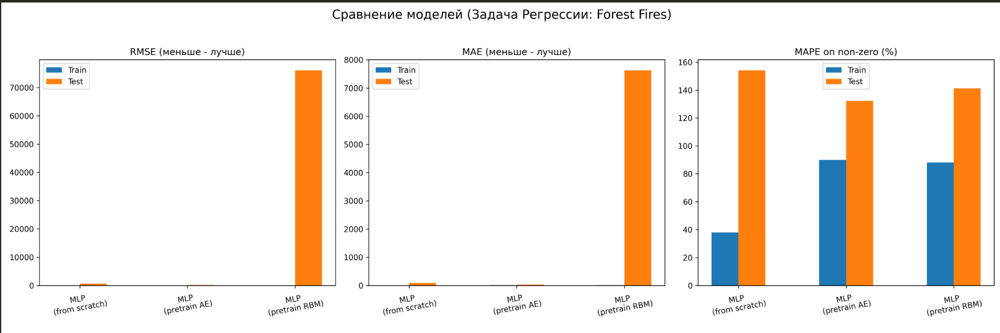 Сравнение моделей (Задача Регрессии: Forest Fires)
RMSE (меньше - лучше)
Train
Test
70000
60000
50000
40000
30000
20000
10000
0
MLP
(from scratch)
MLP
(pretrain AE)
MLP
(pretrain RBM)
MAE (меньше - лучше)
Train
Test
8000
7000
6000
5000
4000
3000
2000
1000
0
MLP
(from scratch)
MLP
(pretrain AE)
MLP
(pretrain RBM)
MAPE on non-zero (%)
Train
Test
160
140
120
100
80
60
40
20
0
MLP
(from scratch)
MLP
(pretrain AE)
MLP
(pretrain RBM)